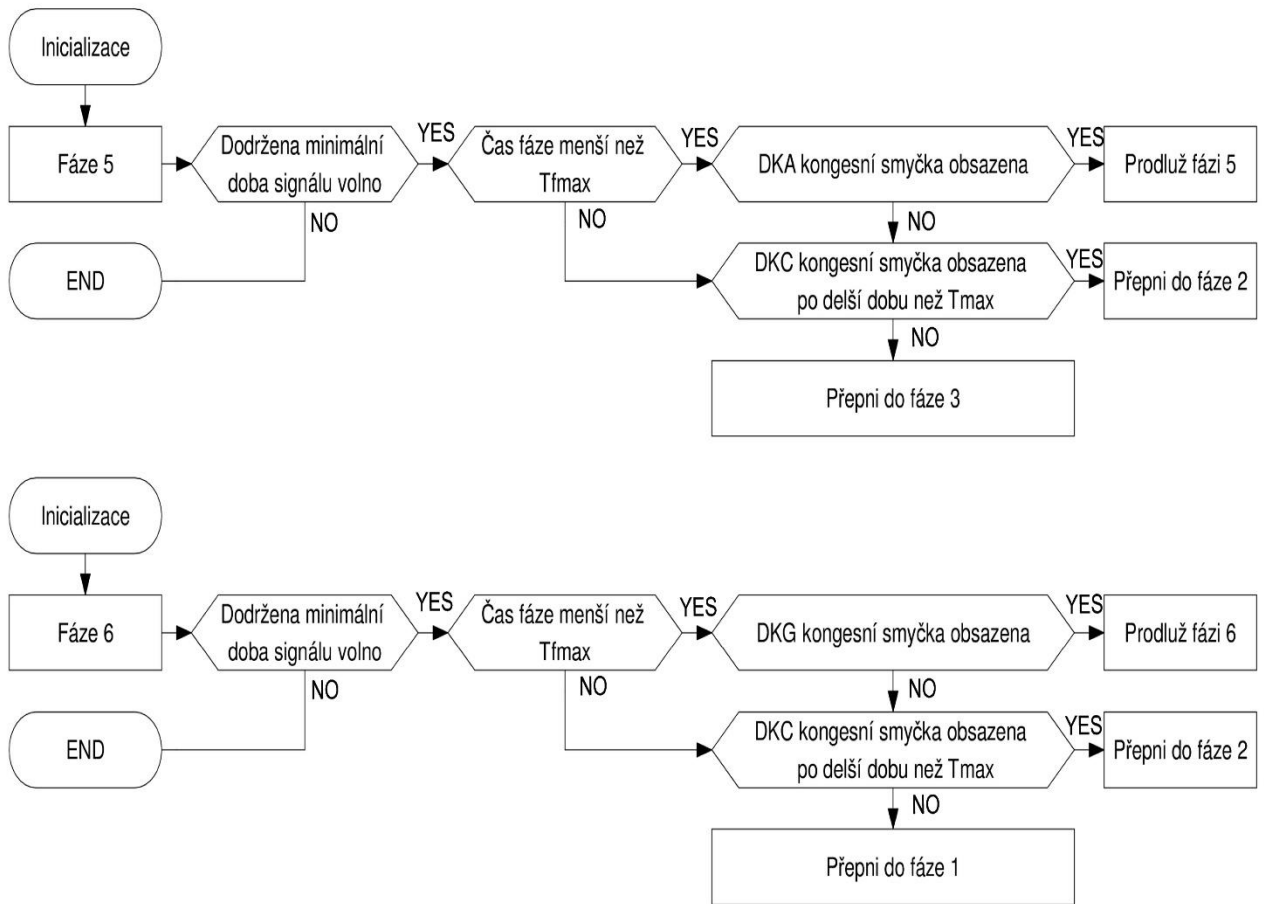 Inicializace
Fáze 5
Dodržena minimální
doba signálu volno
YES
NO
END
Čas fáze menší než
Tfmax
YES
NO
DKA kongesní smyčka obsazena
YES
Prodluž fázi 5
NO
DKC kongesní smyčka obsazena
po delší dobu než Tmax
YES
Přepni do fáze 2
NO
Přepni do fáze 3
Inicializace
Fáze 6
Dodržena minimální
doba signálu volno
YES
NO
END
Čas fáze menší než
Tfmax
YES
NO
DKG kongesní smyčka obsazena
YES
Prodluž fázi 6
NO
DKC kongesní smyčka obsazena
po delší dobu než Tmax
YES
Přepni do fáze 2
NO
Přepni do fáze 1